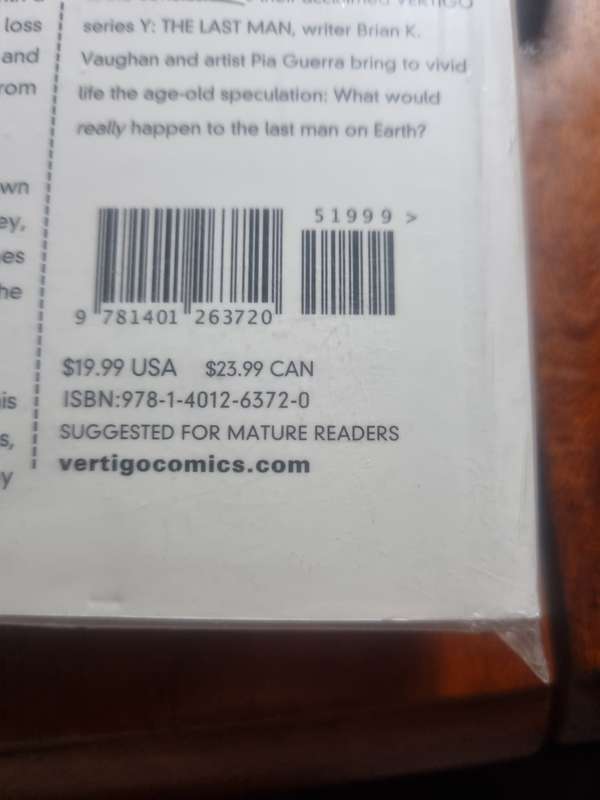 loss
and
rom
wn
ey,
es
he
is
s,
y
their acclaimed VERTIGO
series Y: THE LAST MAN, writer Brian K.
Vaughan and artist Pia Guerra bring to vivid
life the age-old speculation: What would
really happen to the last man on Earth?
51999 >
9 781401 263720
$19.99 USA $23.99 CAN
ISBN:978-1-4012-6372-0
SUGGESTED FOR MATURE READERS
vertigocomics.com